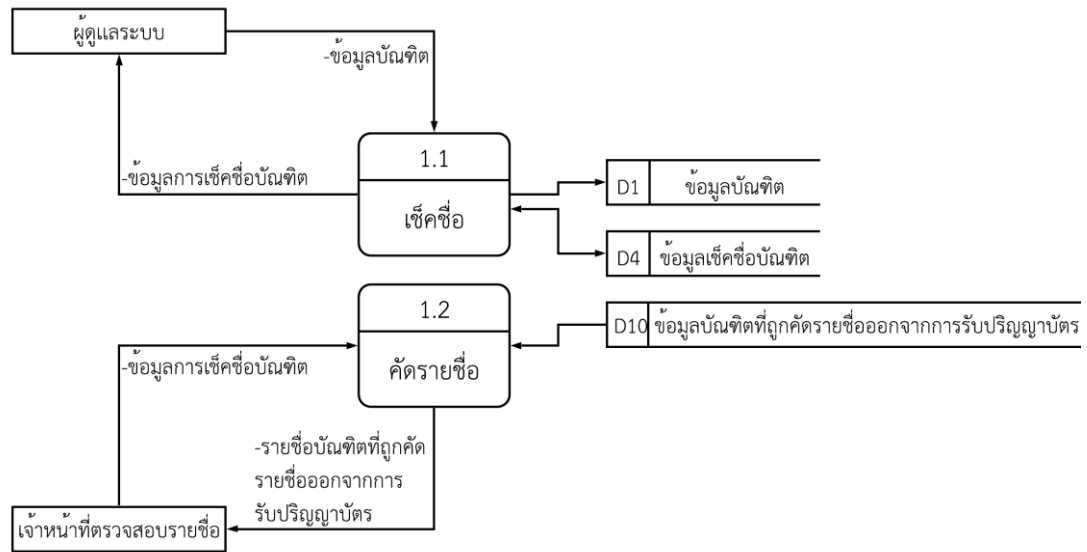 ผู้ดูแลระบบ
-ข้อมูลบัณฑิต
1.1
-ข้อมูลการเช็คชื่อบัณฑิต
เช็คชื่อ
D1 ข้อมูลบัณฑิต
D4 ข้อมูลเช็คชื่อบัณฑิต
1.2
D10 ข้อมูลบัณฑิตที่ถูกคัดรายชื่อออกจากการรับปริญญาบัตร
-ข้อมูลการเช็คชื่อบัณฑิต
คัดรายชื่อ
-รายชื่อบัณฑิตที่ถูกคัด
รายชื่อออกจากการ
รับปริญญาบัตร
เจ้าหน้าที่ตรวจสอบรายชื่อ